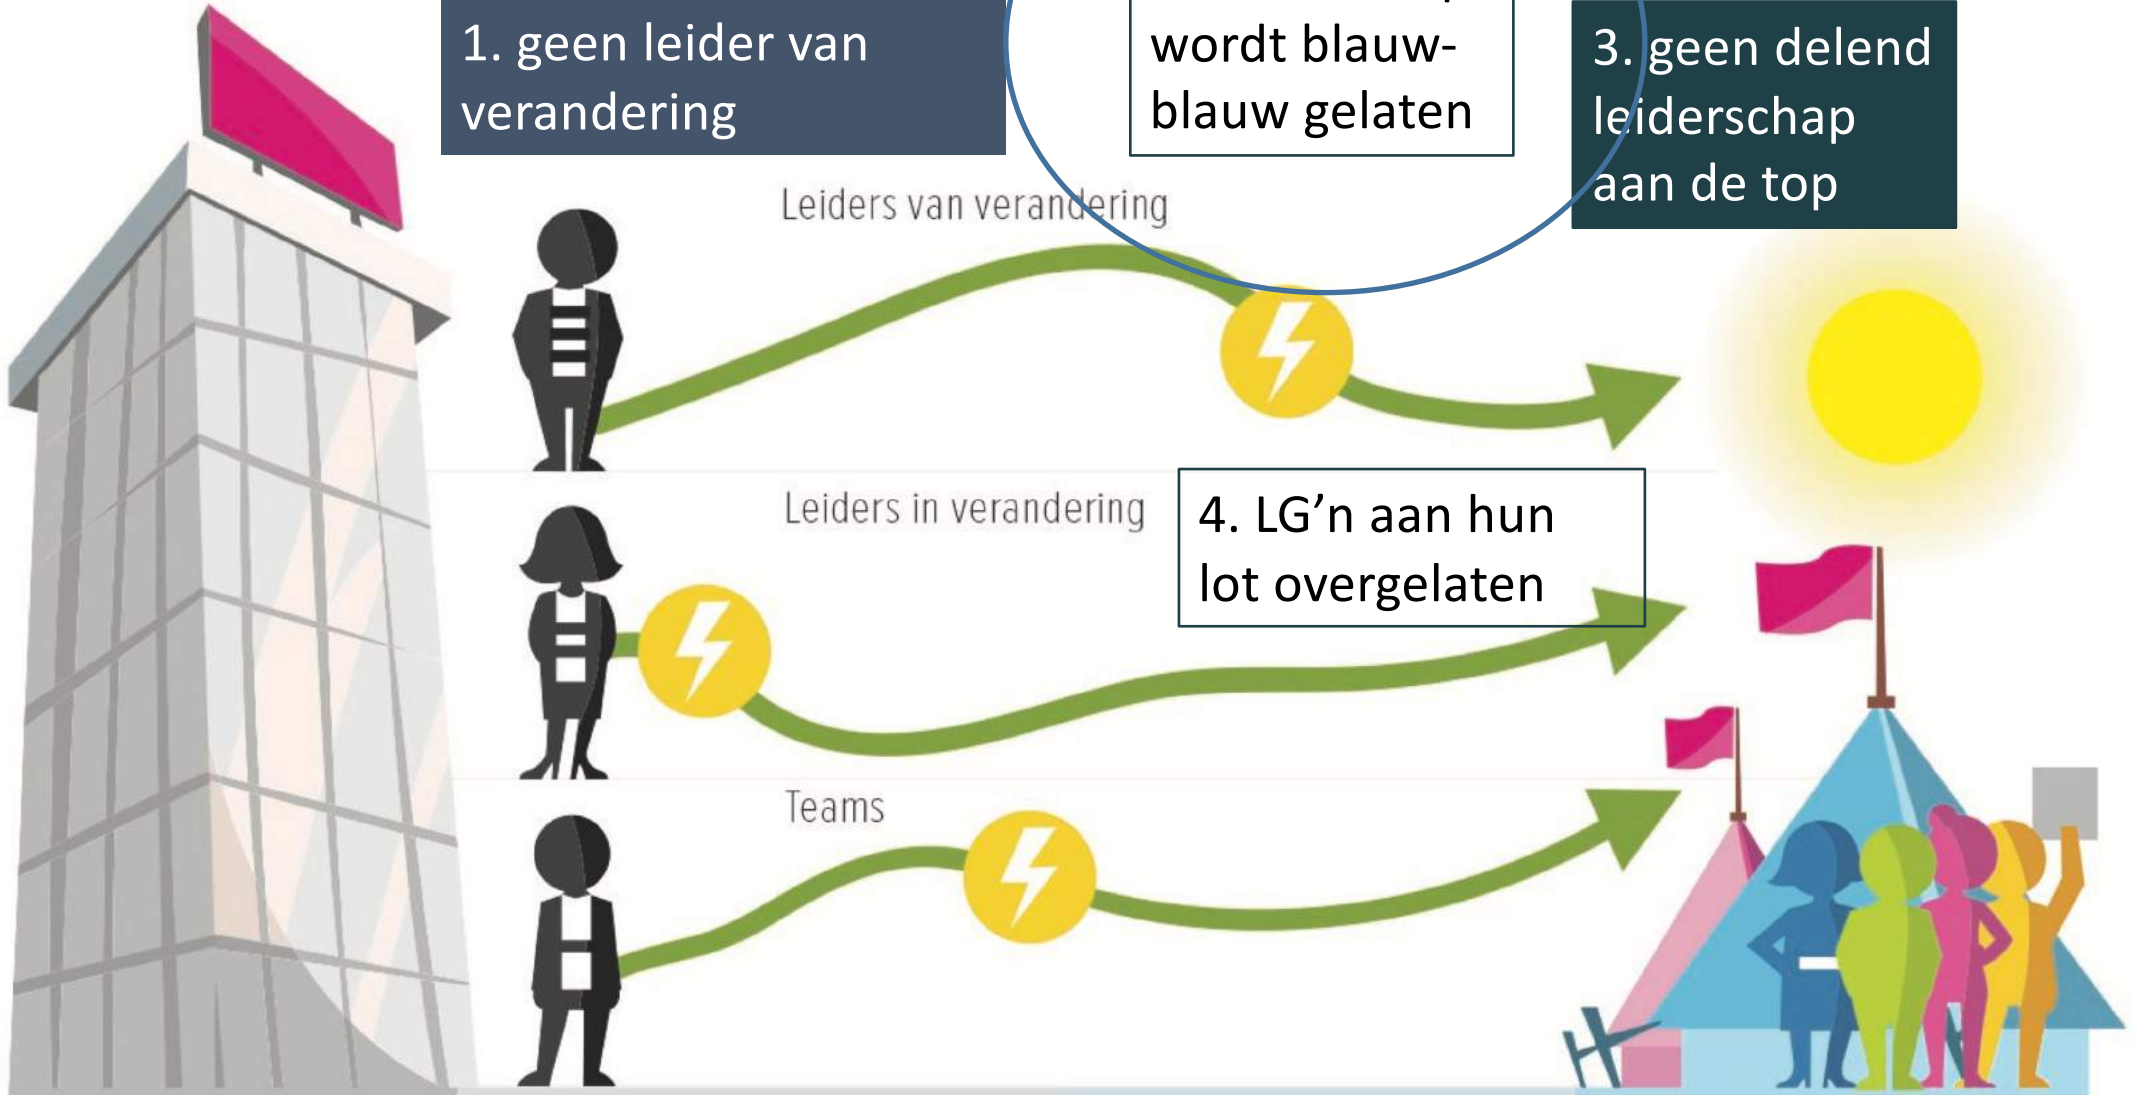 1. geen leider van
verandering
wordt blauw-
blauw gelaten
3. geen delend
leiderschap
aan de top
Leiders van verandering
Leiders in verandering
4. LG’n aan hun
lot overgelaten
Teams